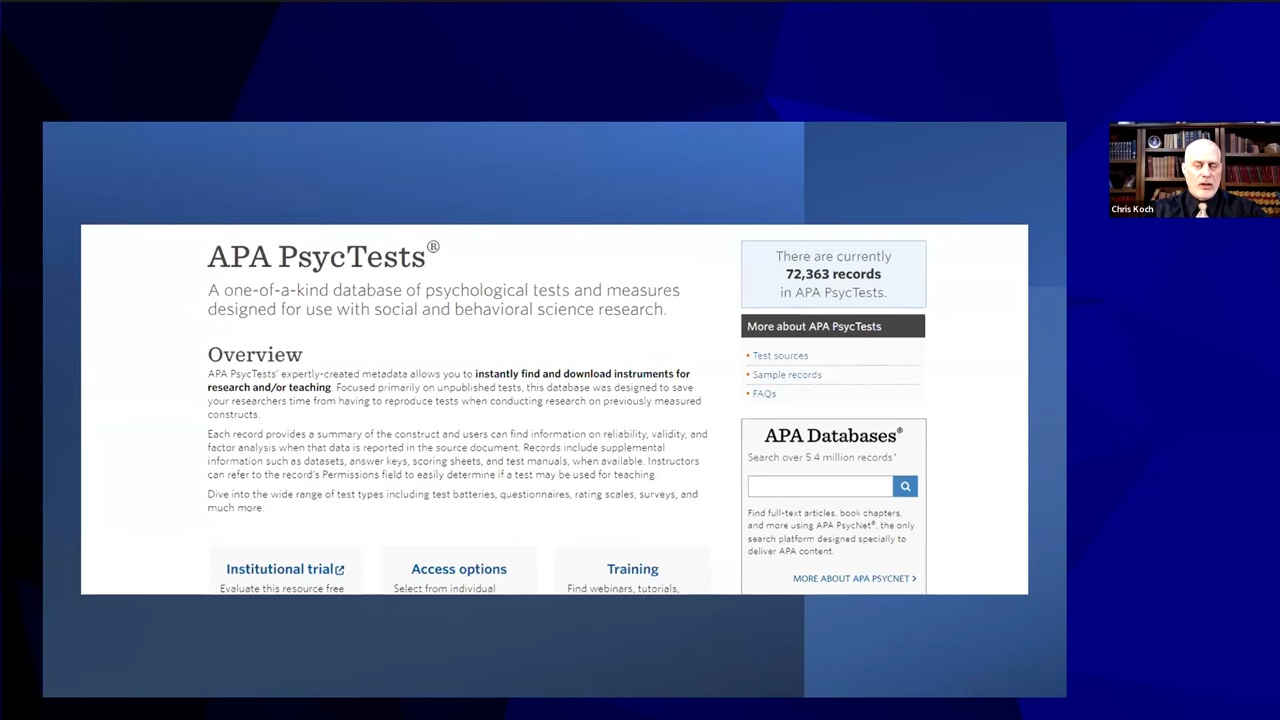 APA PsycTests®
A one-of-a-kind database of psychological tests and measures
designed for use with social and behavioral science research.
Overview
APA PsycTests' expertly-created metadata allows you to instantly find and download instruments for
research and/or teaching. Focused primarily on unpublished tests, this database was designed to save
your researchers time from having to reproduce tests when conducting research on previously measured
constructs.
Each record provides a summary of the construct and users can find information on reliability, validity, and
factor analysis when that data is reported in the source document. Records include supplemental
information such as datasets, answer keys, scoring sheets, and test manuals, when available. Instructors
can refer to the record's Permissions field to easily determine if a test may be used for teaching.
Dive into the wide range of test types including test batteries, questionnaires, rating scales, surveys, and
much more.
Institutional trial
Evaluate this resource free
Access options
Select from individual
Training
Find webinars, tutorials,
There are currently
72,363 records
in APA PsycTests.
More about APA PsycTests
• Test sources
• Sample records
• FAQs
APA Databases®
Search over 5.4 million records*
Find full-text articles, book chapters,
and more using APA PsycNet®, the only
search platform designed specially to
deliver APA content.
MORE ABOUT APA PSYCNET >
Chris Koch